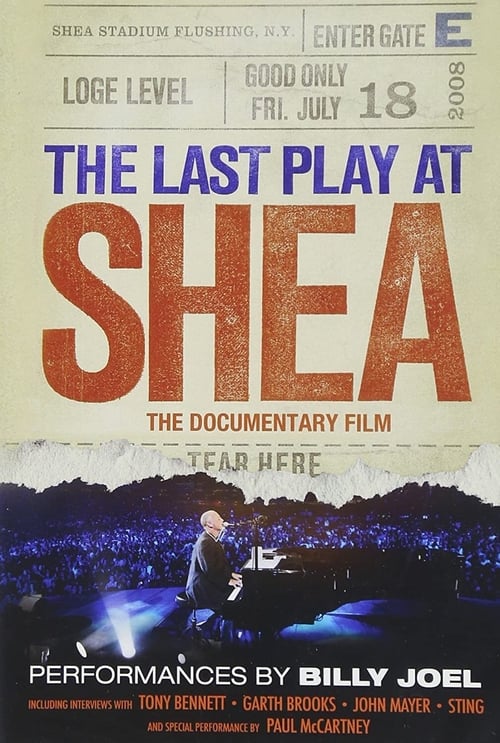 SHEA STADIUM FLUSHING, N.Y.
ENTER GATE E
LOGE LEVEL
GOOD ONLY
FRI. JULY 18 2008
THE LAST PLAY AT
SHEA
THE DOCUMENTARY FILM
TEAR HERE
PERFORMANCES BY BILLY JOEL
INCLUDING INTERVIEWS WITH TONY BENNETT • GARTH BROOKS • JOHN MAYER • STING
AND SPECIAL PERFORMANCE BY PAUL McCARTNEY